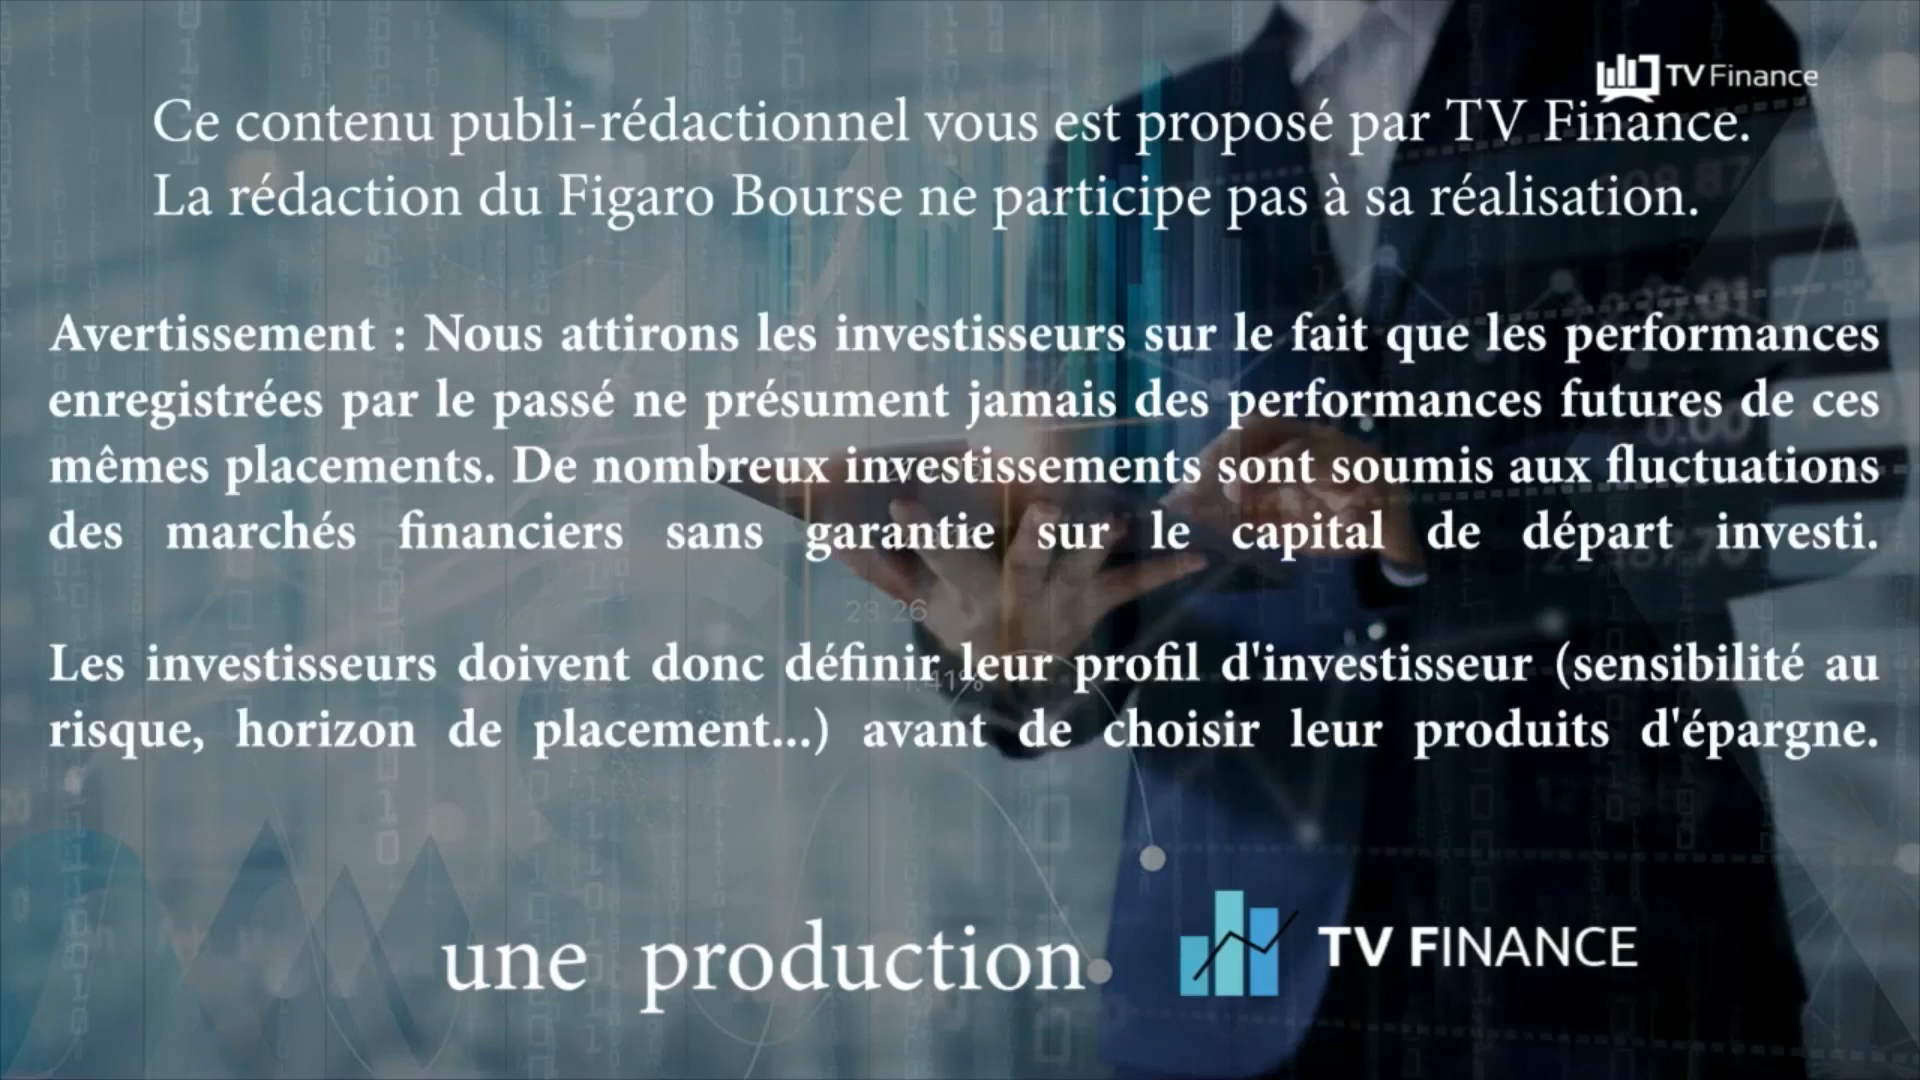 TV Finance
Ce contenu publi-rédactionnel vous est proposé par TV Finance.
La rédaction du Figaro Bourse ne participe pas à sa réalisation.
Avertissement : Nous attirons les investisseurs sur le fait que les performances
enregistrées par le passé ne présument jamais des performances futures de ces
mêmes placements. De nombreux investissements sont soumis aux fluctuations
des marchés financiers sans garantie sur le capital de départ investi.
23.26
Les investisseurs doivent donc définir leur profil d'investisseur (sensibilité au
risque, horizon de placement...) avant de choisir leur produits d'épargne.
une production TV FINANCE